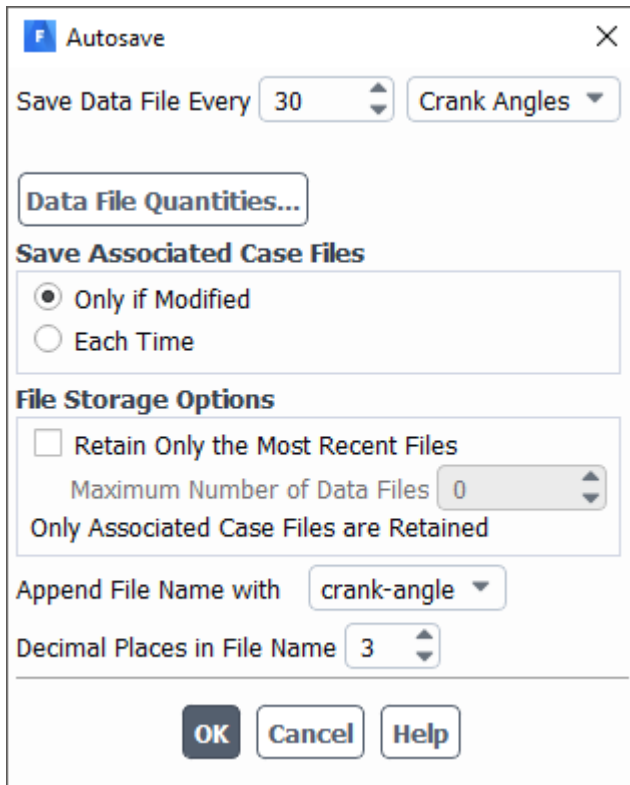 F Autosave
Save Data File Every 30 Crank Angles
Data File Quantities...
Save Associated Case Files
Only if Modified
Each Time
File Storage Options
Retain Only the Most Recent Files
Maximum Number of Data Files 0
Only Associated Case Files are Retained
Append File Name with crank-angle
Decimal Places in File Name 3
OK Cancel Help